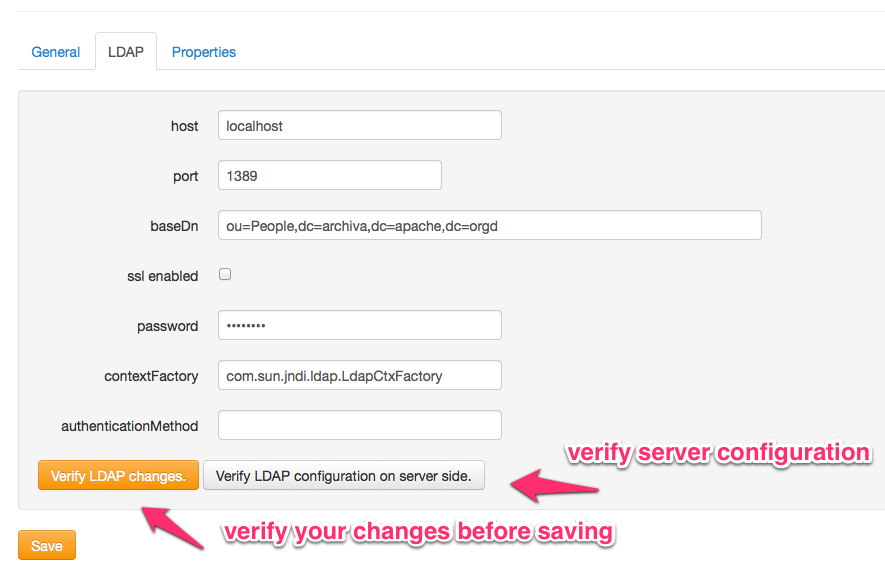 General LDAP Properties
host localhost
port 1389
baseDn ou=People,dc=archiva,dc=apache,dc=orgd
ssl enabled
password ••••••••
contextFactory com.sun.jndi.ldap.LdapCtxFactory
authenticationMethod
verify server configuration
Verify LDAP changes. Verify LDAP configuration on server side.
verify your changes before saving
Save